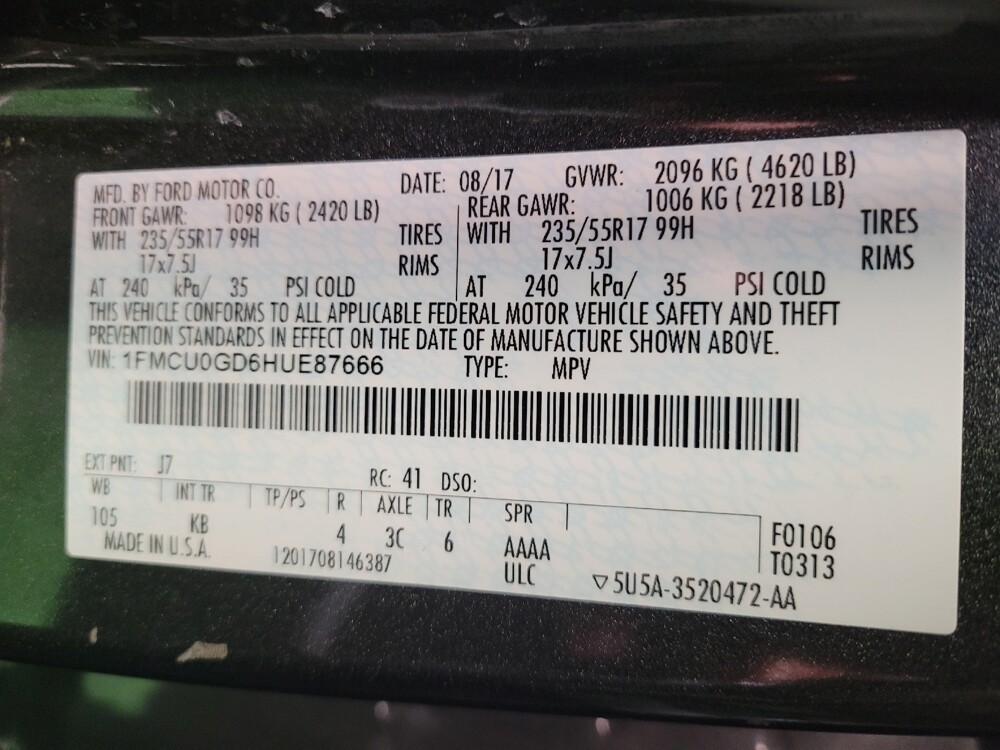 MFD. BY FORD MOTOR CO. DATE: 08/17 GVWR: 2096 KG ( 4620 LB)
FRONT GAWR: 1098 KG ( 2420 LB) REAR GAWR: 1006 KG ( 2218 LB)
WITH 235/55R17 99H TIRES WITH 235/55R17 99H TIRES
17x7.5J RIMS 17x7.5J RIMS
AT 240 kPa/ 35 PSI COLD AT 240 kPa/ 35 PSI COLD
THIS VEHICLE CONFORMS TO ALL APPLICABLE FEDERAL MOTOR VEHICLE SAFETY AND THEFT
PREVENTION STANDARDS IN EFFECT ON THE DATE OF MANUFACTURE SHOWN ABOVE.
VIN: 1FMCU0GD6HUE87666 TYPE: MPV
EXT PNT: J7 RC: 41 DSO:
WB INT TR TP/PS R AXLE TR SPR
105 KB 4 3C 6 AAAA F0106
MADE IN U.S.A. 1201708146387 ULC T0313
▽5U5A-3520472-AA